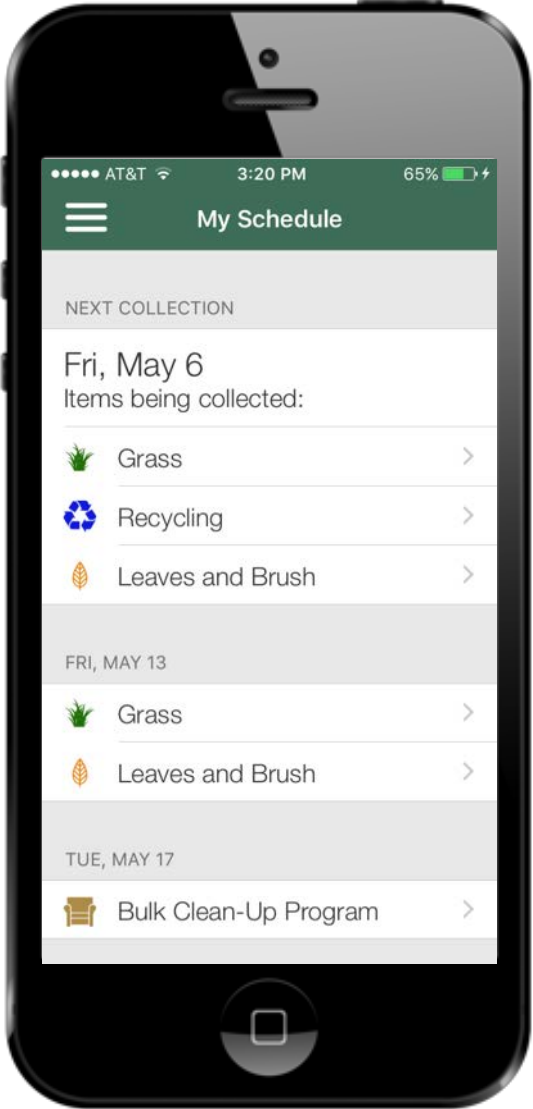 AT&T 3:20 PM 65%
My Schedule
NEXT COLLECTION
Fri, May 6
Items being collected:
Grass
Recycling
Leaves and Brush
FRI, MAY 13
Grass
Leaves and Brush
TUE, MAY 17
Bulk Clean-Up Program